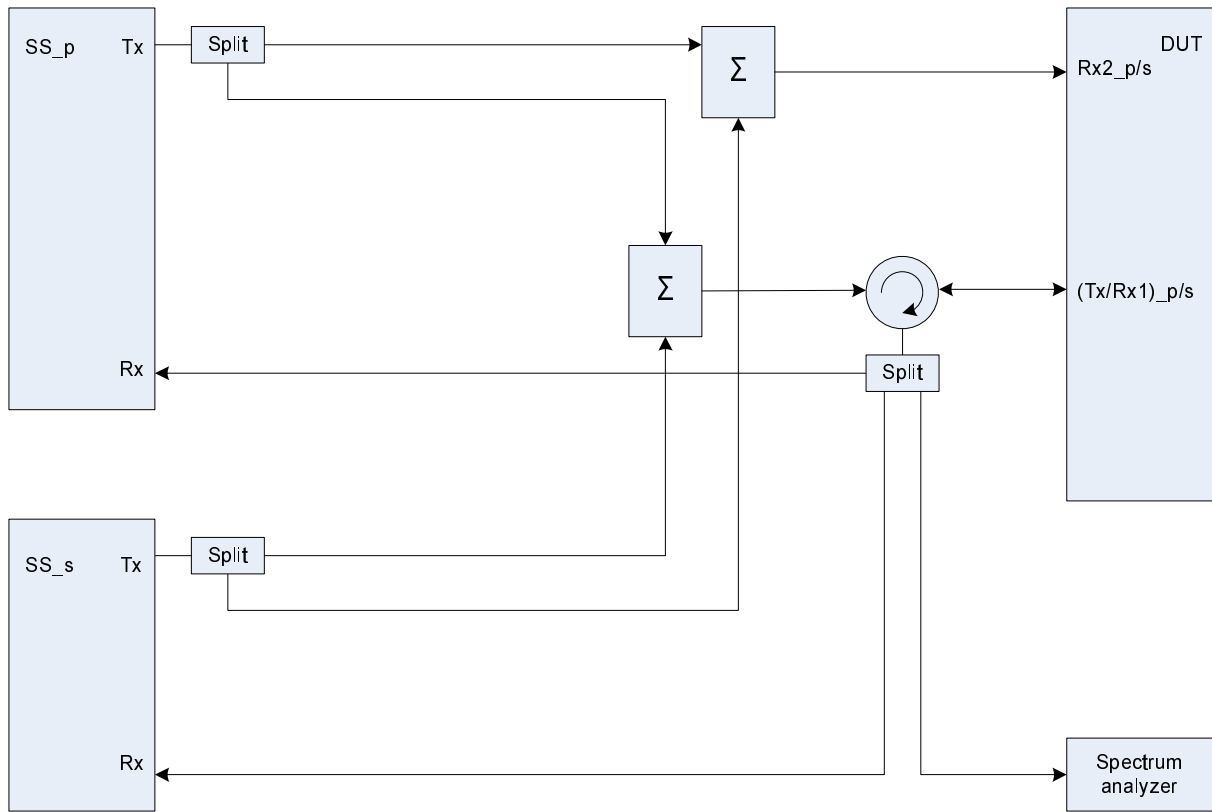 SS_p
Tx
Split
Σ
DUT
Rx2_p/s
Σ
(Tx/Rx1)_p/s
Rx
Split
SS_s
Tx
Split
Rx
Spectrum
analyzer